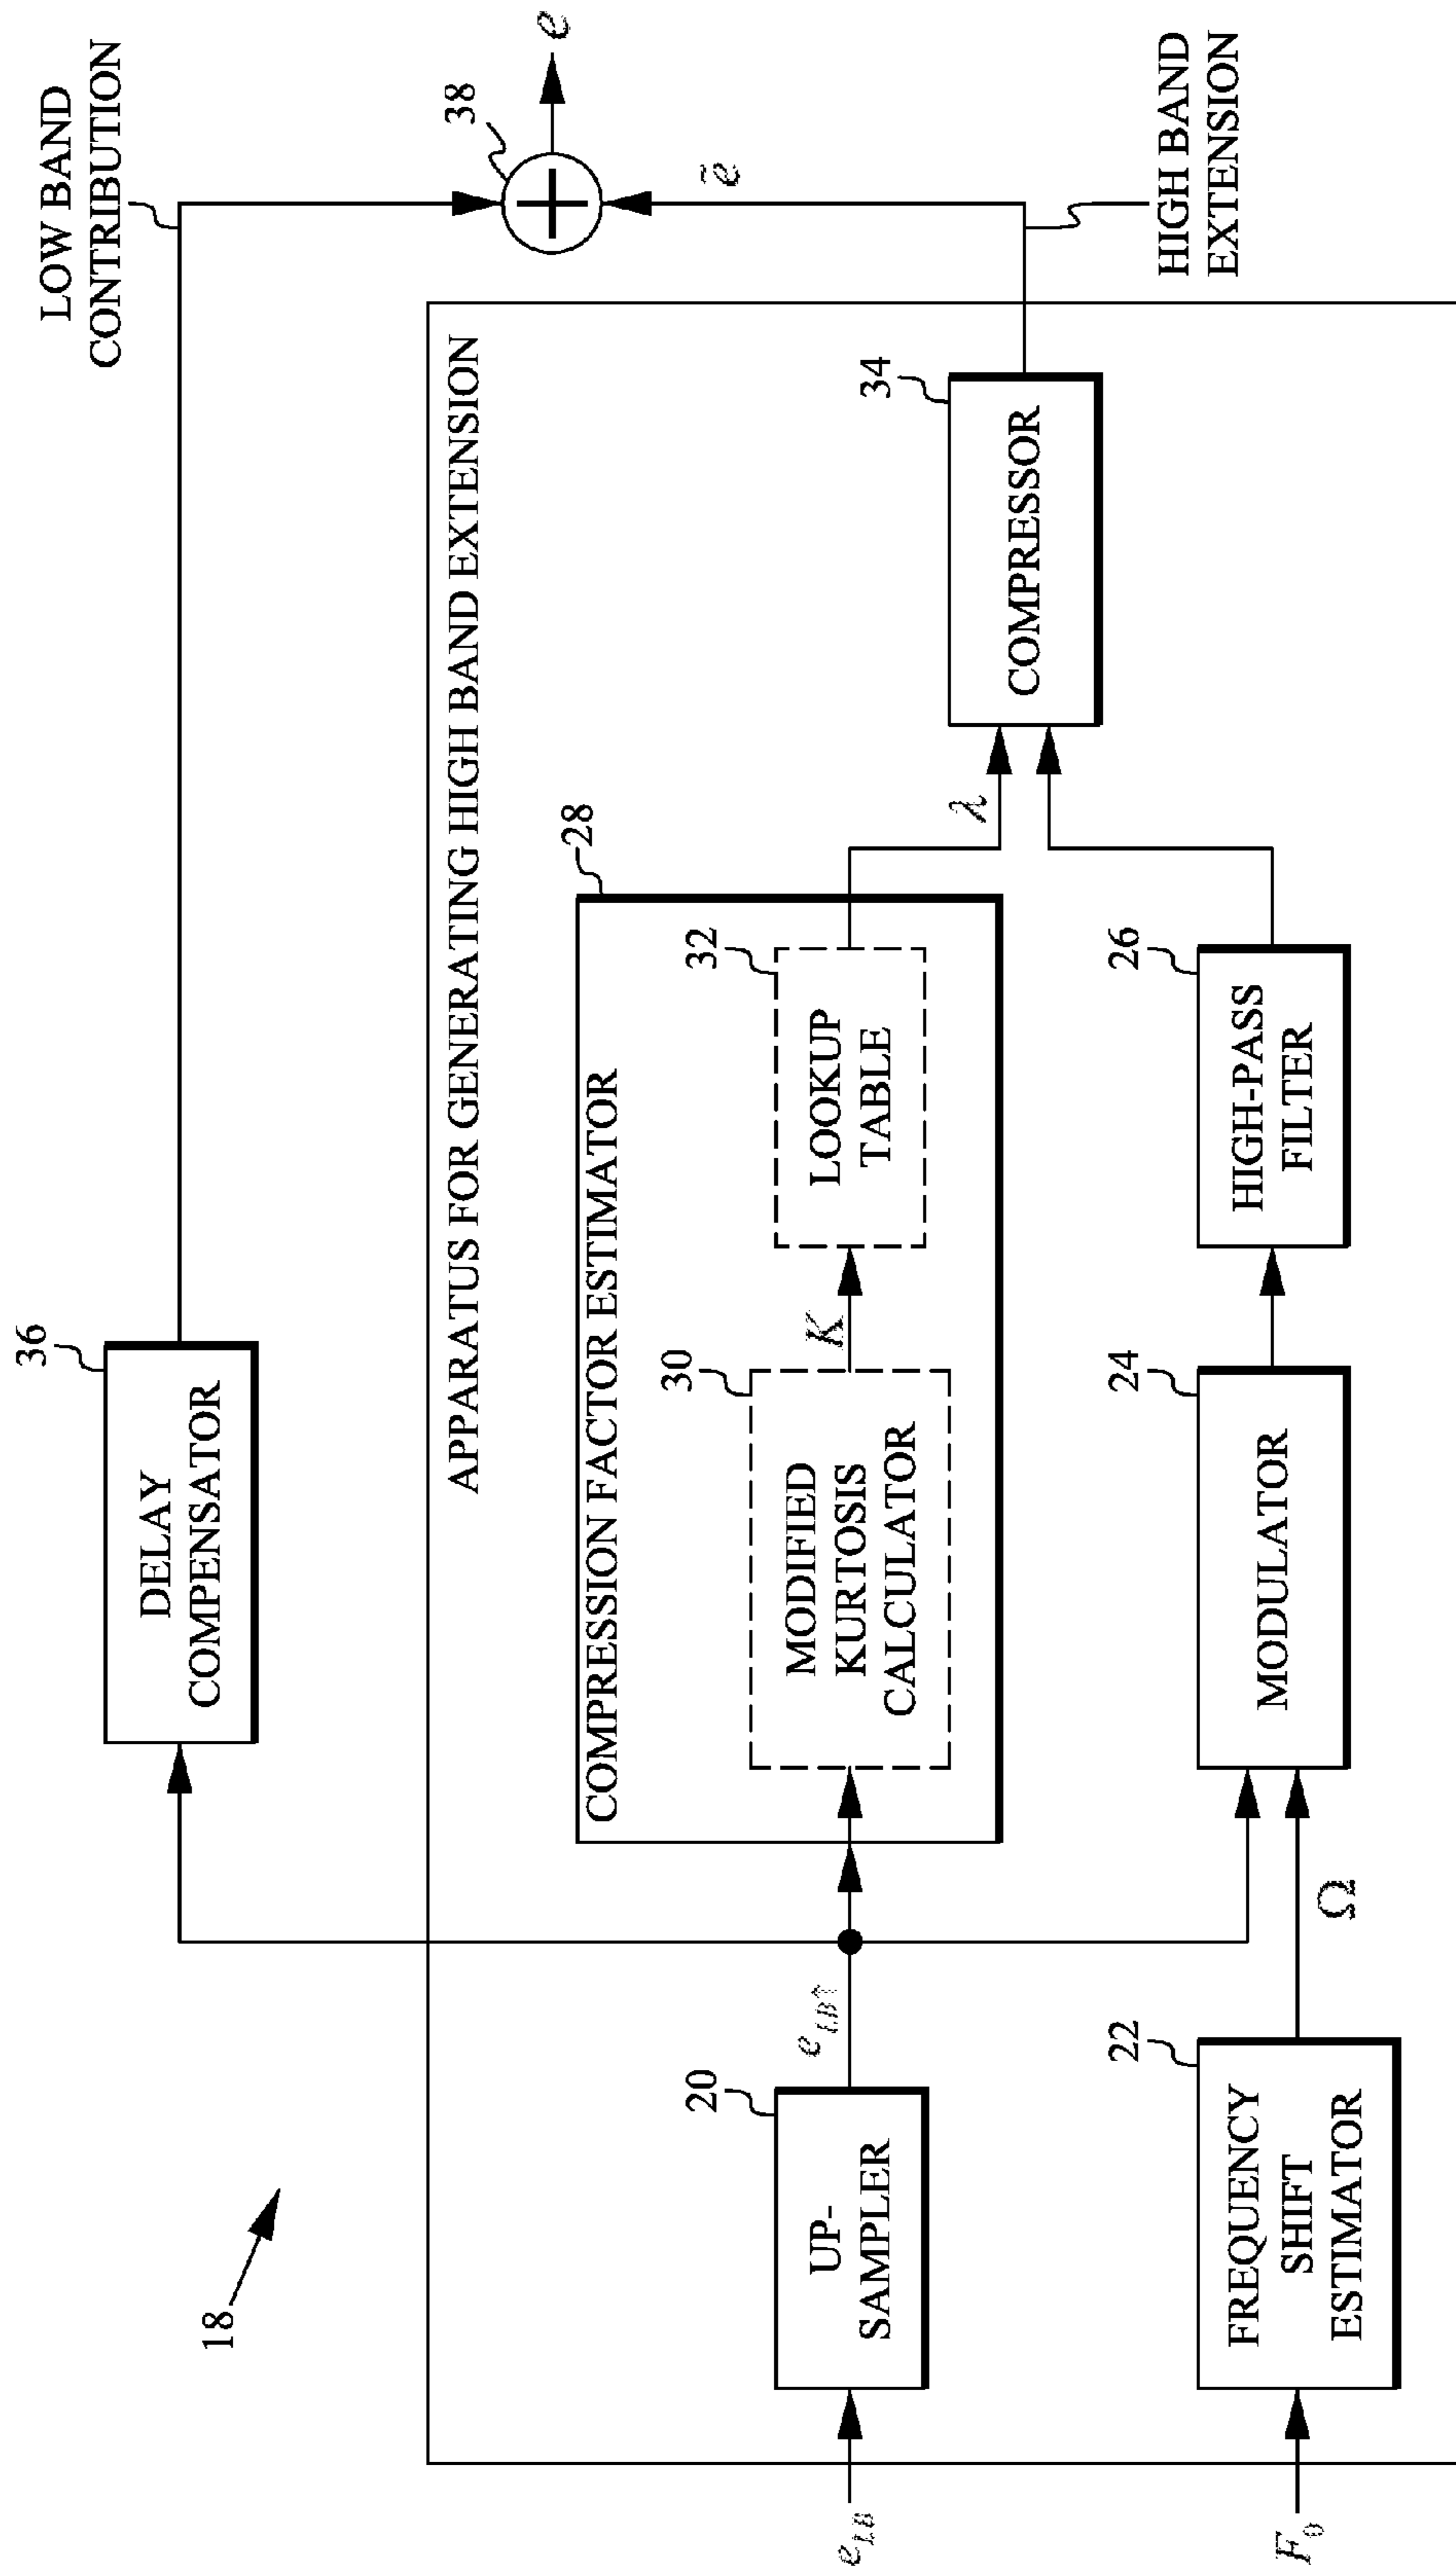 18
LOW BAND
CONTRIBUTION
36
DELAY
COMPENSATOR
38
e
ẽ
APPARATUS FOR GENERATING HIGH BAND EXTENSION
COMPRESSION FACTOR ESTIMATOR
28
30
MODIFIED
KURTOSIS
CALCULATOR
K
32
LOOKUP
TABLE
λ
34
COMPRESSOR
HIGH BAND
EXTENSION
e_LB
20
UP-
SAMPLER
e_LB↑
F_0
22
FREQUENCY
SHIFT
ESTIMATOR
Ω
24
MODULATOR
26
HIGH-PASS
FILTER